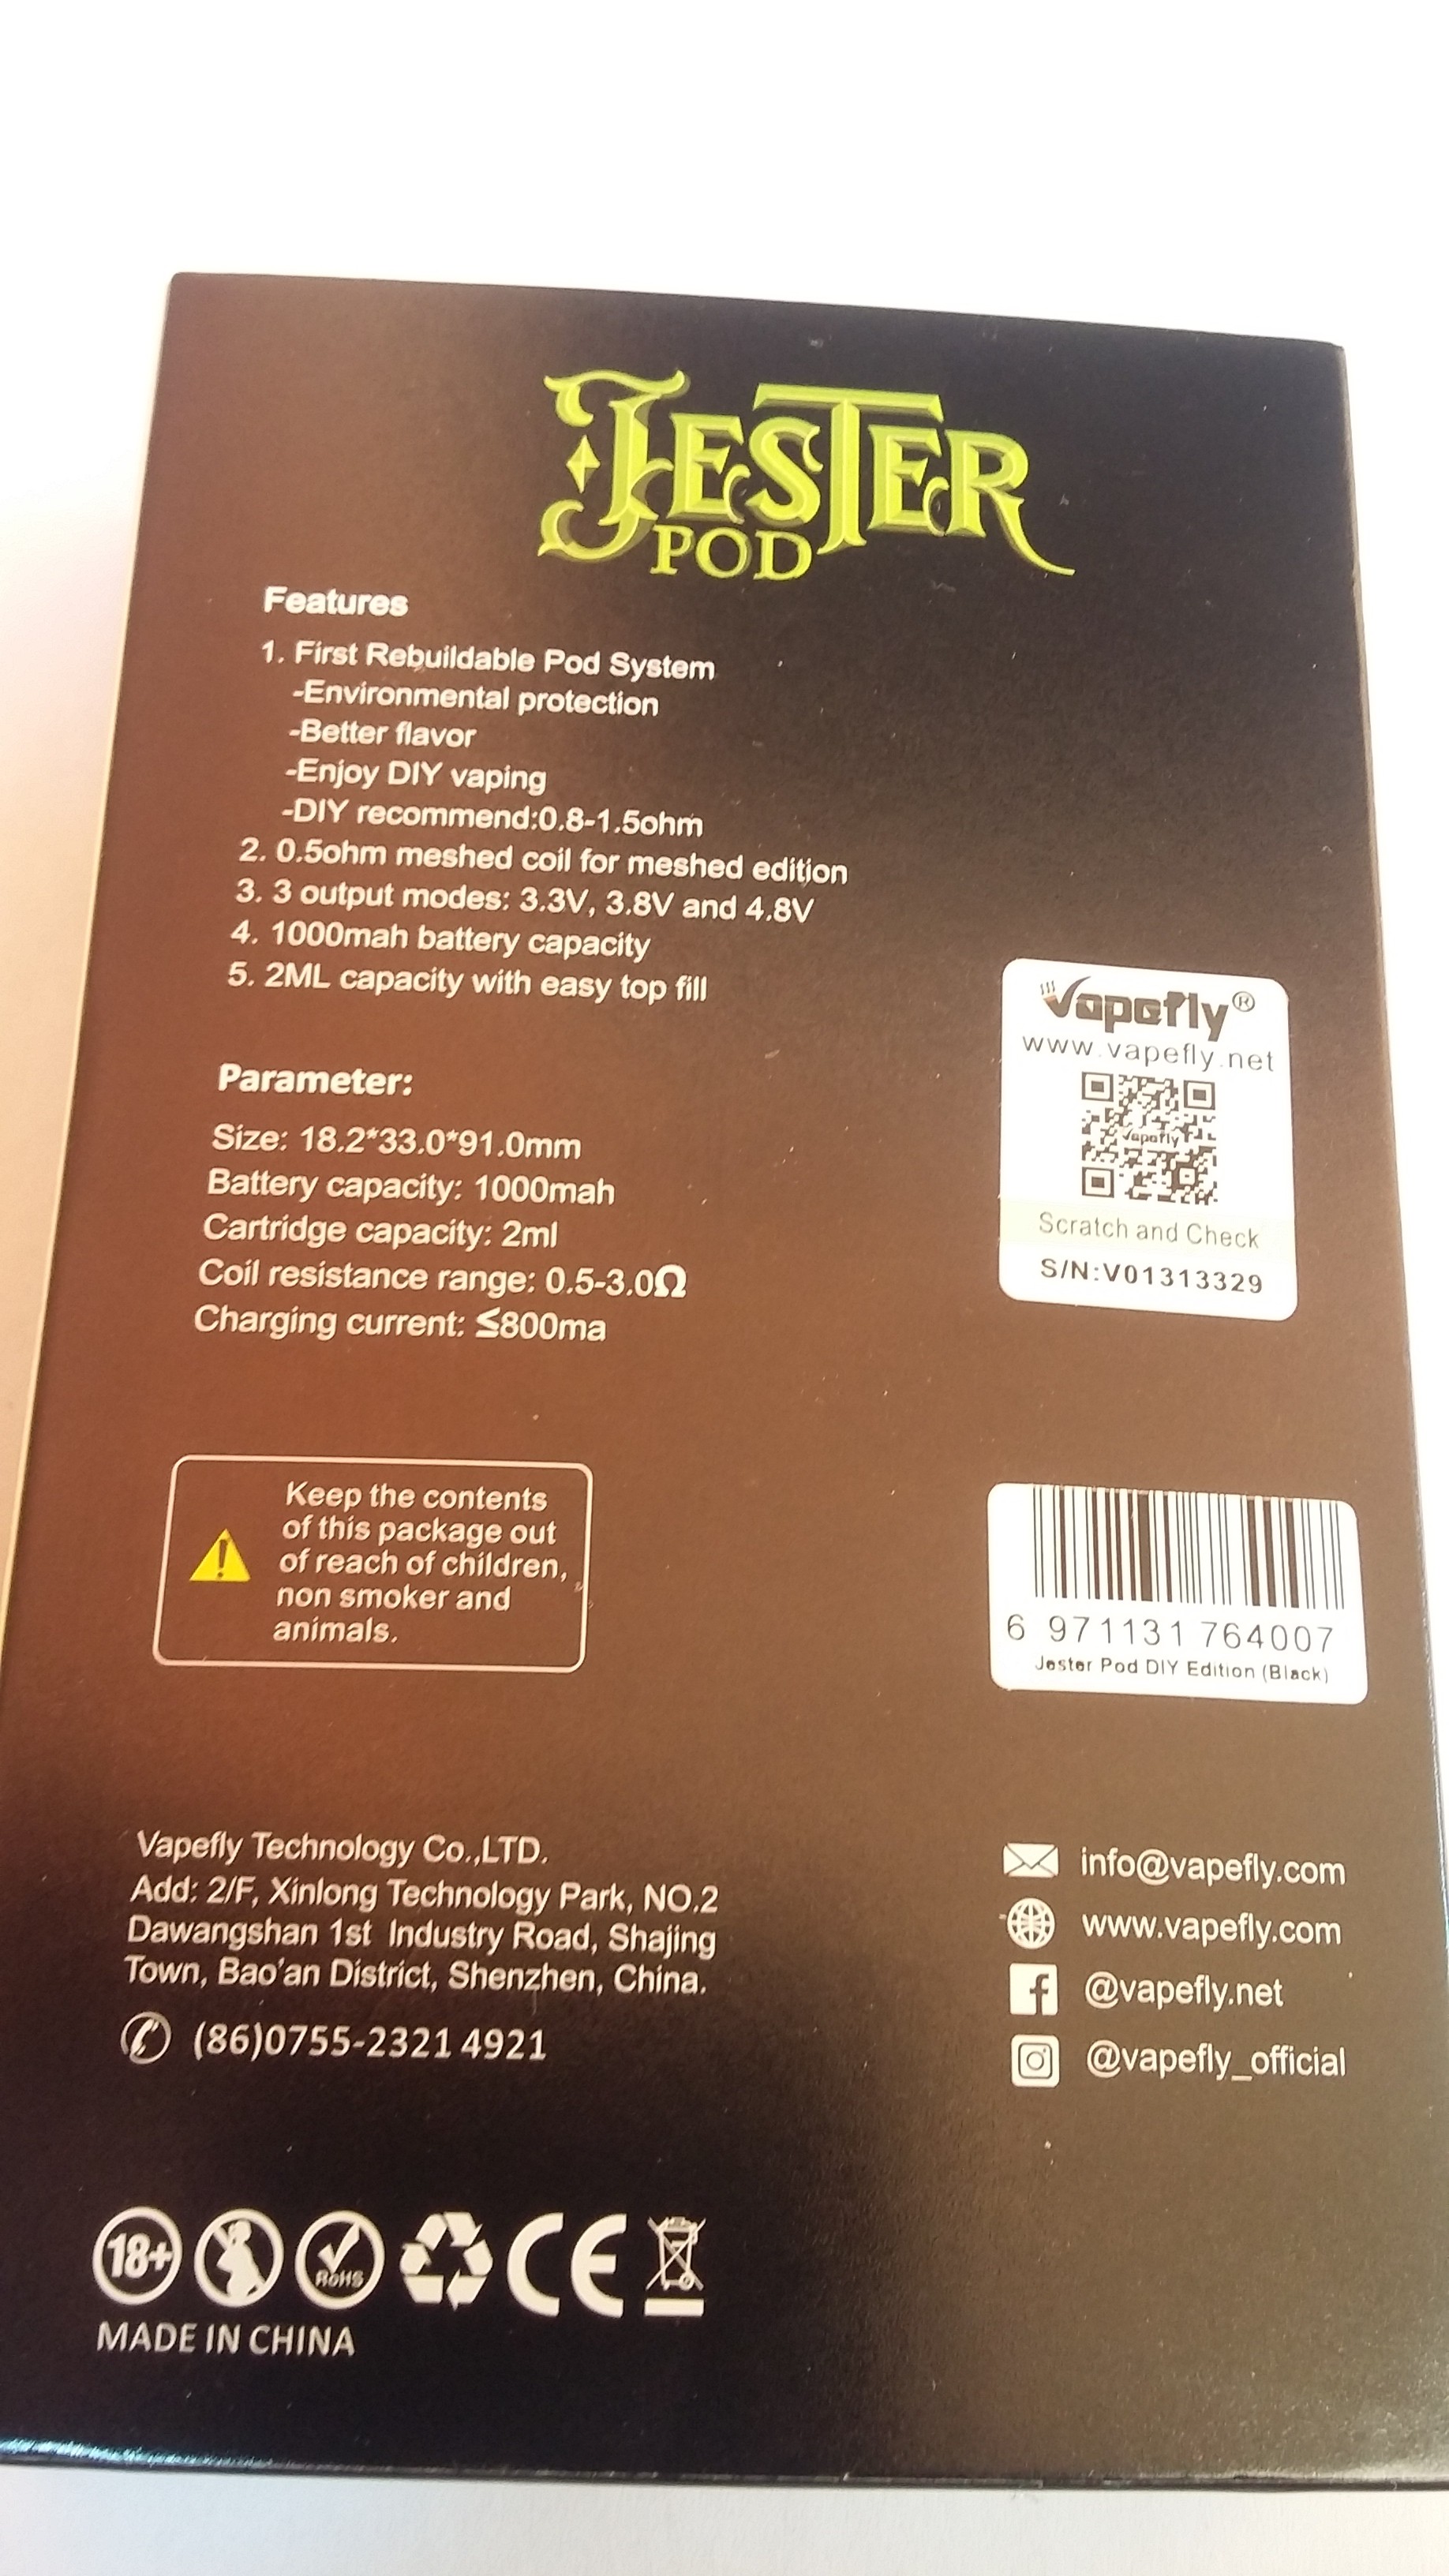 JESTER
POD
Features
1. First Rebuildable Pod System
-Environmental protection
-Better flavor
-Enjoy DIY vaping
-DIY recommend:0.8-1.5ohm
2. 0.5ohm meshed coil for meshed edition
3. 3 output modes: 3.3V, 3.8V and 4.8V
4. 1000mah battery capacity
5. 2ML capacity with easy top fill
Parameter:
Size: 18.2*33.0*91.0mm
Battery capacity: 1000mah
Cartridge capacity: 2ml
Coil resistance range: 0.5-3.0Ω
Charging current: ≤800ma
Vapefly®
www.vapefly.net
Vapefly
Scratch and Check
S/N:V01313329
Keep the contents
of this package out
of reach of children,
non smoker and
animals.
6 971131 764007
Jester Pod DIY Edition (Black)
Vapefly Technology Co.,LTD.
Add: 2/F, Xinlong Technology Park, NO.2
Dawangshan 1st Industry Road, Shajing
Town, Bao'an District, Shenzhen, China.
(86)0755-2321 4921
info@vapefly.com
www.vapefly.com
@vapefly.net
@vapefly_official
18+
RoHS
CE
MADE IN CHINA